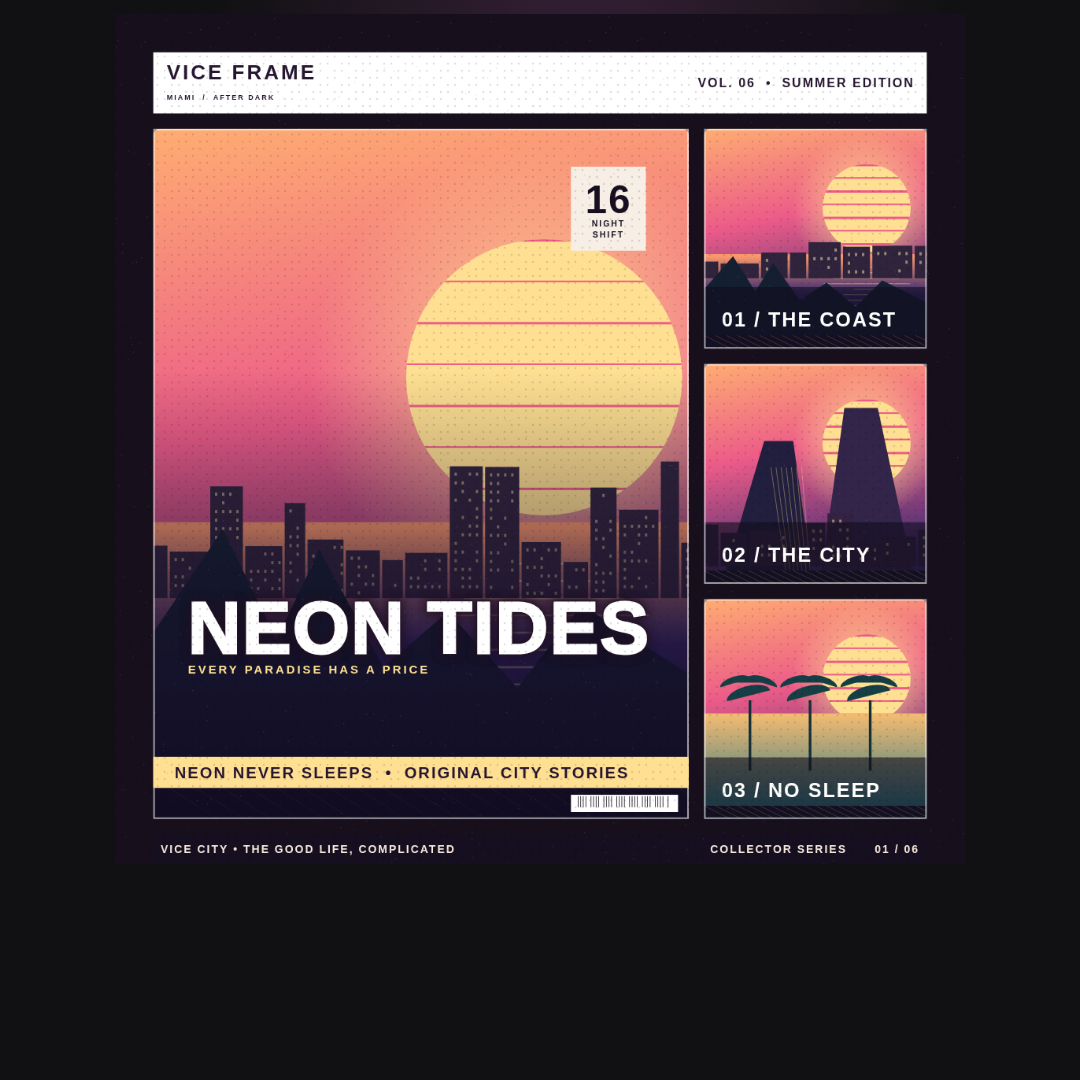 VICE FRAME
MIAMI / AFTER DARK
VOL. 06 • SUMMER EDITION
16
NIGHT
SHIFT
NEON TIDES
EVERY PARADISE HAS A PRICE
NEON NEVER SLEEPS • ORIGINAL CITY STORIES
01 / THE COAST
02 / THE CITY
03 / NO SLEEP
VICE CITY • THE GOOD LIFE, COMPLICATED
COLLECTOR SERIES 01 / 06